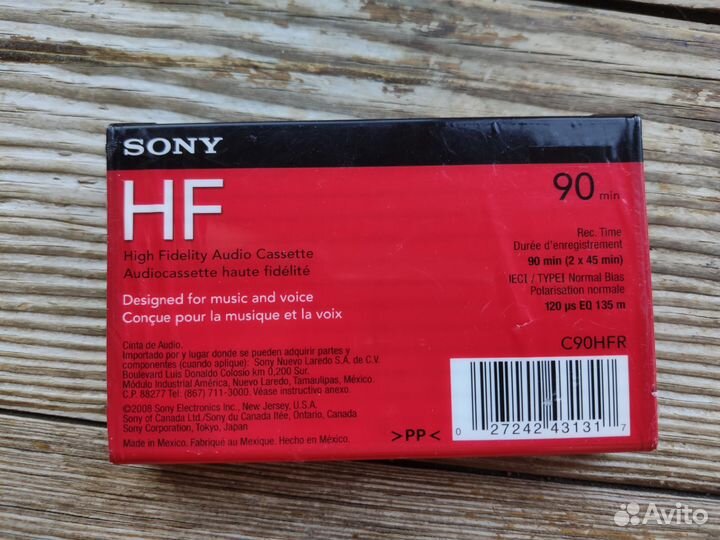 SONY
HF
90 min
High Fidelity Audio Cassette
Audiocassette haute fidélité
Designed for music and voice
Conçue pour la musique et la voix
Rec. Time
Durée d'enregistrement
90 min (2 x 45 min)
IECI / TYPEI Normal Bias
Polarisation normale
120 µs EQ 135 m
C90HFR
Cinta de Audio.
Importado por y lugar donde se pueden adquirir partes y
componentes (cuando aplique): Sony Nuevo Laredo S.A. de C.V.
Boulevard Luis Donaldo Colosio km 0,200 Sur.
Módulo Industrial América, Nuevo Laredo, Tamaulipas, México.
C.P. 88277 Tel. (867) 711-3000. Véase instructivo anexo.
©2008 Sony Electronics Inc., New Jersey, U.S.A.
Sony of Canada Ltd./Sony du Canada ltée, Ontario, Canada
Sony Corporation, Tokyo, Japan
Made in Mexico. Fabriqué au Mexique. Hecho en México.
>PP<
0 27242 43131 7
Avito